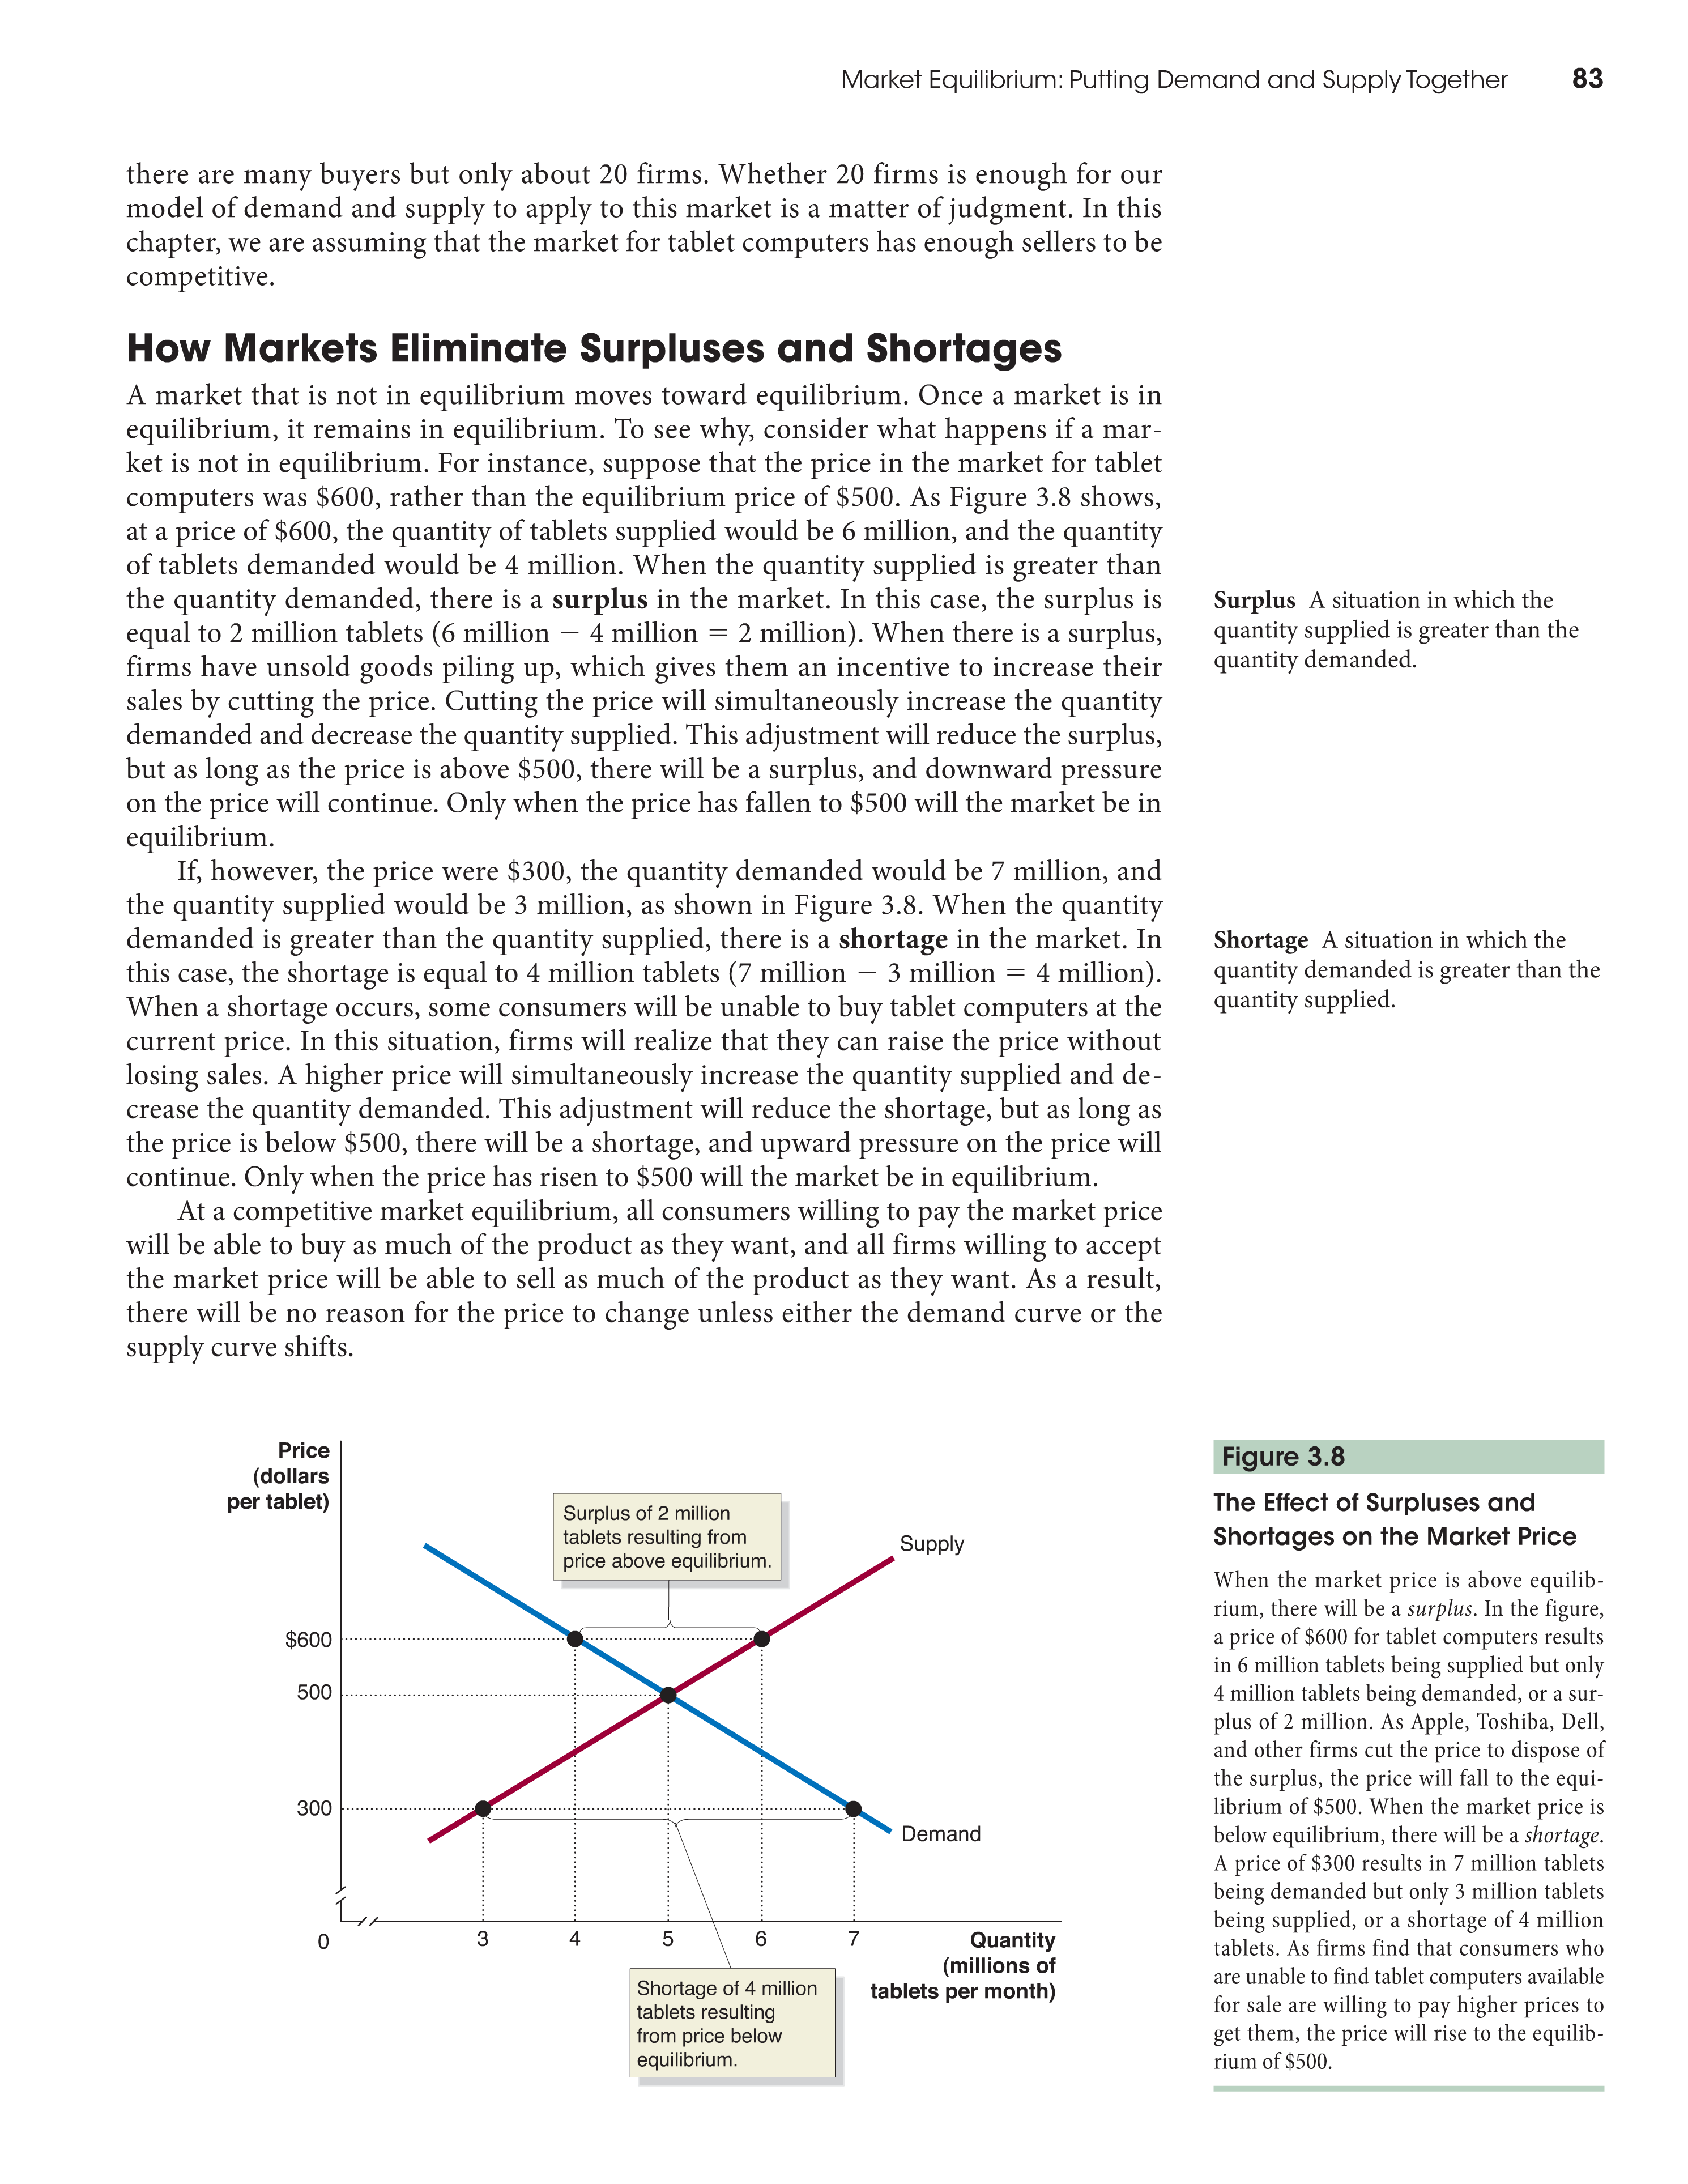 Market Equilibrium: Putting Demand and Supply Together 83
there are many buyers but only about 20 firms. Whether 20 firms is enough for our
model of demand and supply to apply to this market is a matter of judgment. In this
chapter, we are assuming that the market for tablet computers has enough sellers to be
competitive.
How Markets Eliminate Surpluses and Shortages
A market that is not in equilibrium moves toward equilibrium. Once a market is in
equilibrium, it remains in equilibrium. To see why, consider what happens if a mar-
ket is not in equilibrium. For instance, suppose that the price in the market for tablet
computers was $600, rather than the equilibrium price of $500. As Figure 3.8 shows,
at a price of $600, the quantity of tablets supplied would be 6 million, and the quantity
of tablets demanded would be 4 million. When the quantity supplied is greater than
the quantity demanded, there is a surplus in the market. In this case, the surplus is
equal to 2 million tablets (6 million − 4 million = 2 million). When there is a surplus,
firms have unsold goods piling up, which gives them an incentive to increase their
sales by cutting the price. Cutting the price will simultaneously increase the quantity
demanded and decrease the quantity supplied. This adjustment will reduce the surplus,
but as long as the price is above $500, there will be a surplus, and downward pressure
on the price will continue. Only when the price has fallen to $500 will the market be in
equilibrium.
If, however, the price were $300, the quantity demanded would be 7 million, and
the quantity supplied would be 3 million, as shown in Figure 3.8. When the quantity
demanded is greater than the quantity supplied, there is a shortage in the market. In
this case, the shortage is equal to 4 million tablets (7 million − 3 million = 4 million).
When a shortage occurs, some consumers will be unable to buy tablet computers at the
current price. In this situation, firms will realize that they can raise the price without
losing sales. A higher price will simultaneously increase the quantity supplied and de-
crease the quantity demanded. This adjustment will reduce the shortage, but as long as
the price is below $500, there will be a shortage, and upward pressure on the price will
continue. Only when the price has risen to $500 will the market be in equilibrium.
At a competitive market equilibrium, all consumers willing to pay the market price
will be able to buy as much of the product as they want, and all firms willing to accept
the market price will be able to sell as much of the product as they want. As a result,
there will be no reason for the price to change unless either the demand curve or the
supply curve shifts.
Surplus A situation in which the
quantity supplied is greater than the
quantity demanded.
Shortage A situation in which the
quantity demanded is greater than the
quantity supplied.
Price
(dollars
per tablet)
Surplus of 2 million
tablets resulting from
price above equilibrium.
Supply
$600
500
300
Demand
0
3
4
5
6
7
Quantity
(millions of
tablets per month)
Shortage of 4 million
tablets resulting
from price below
equilibrium.
Figure 3.8
The Effect of Surpluses and
Shortages on the Market Price
When the market price is above equilib-
rium, there will be a surplus. In the figure,
a price of $600 for tablet computers results
in 6 million tablets being supplied but only
4 million tablets being demanded, or a sur-
plus of 2 million. As Apple, Toshiba, Dell,
and other firms cut the price to dispose of
the surplus, the price will fall to the equi-
librium of $500. When the market price is
below equilibrium, there will be a shortage.
A price of $300 results in 7 million tablets
being demanded but only 3 million tablets
being supplied, or a shortage of 4 million
tablets. As firms find that consumers who
are unable to find tablet computers available
for sale are willing to pay higher prices to
get them, the price will rise to the equilib-
rium of $500.